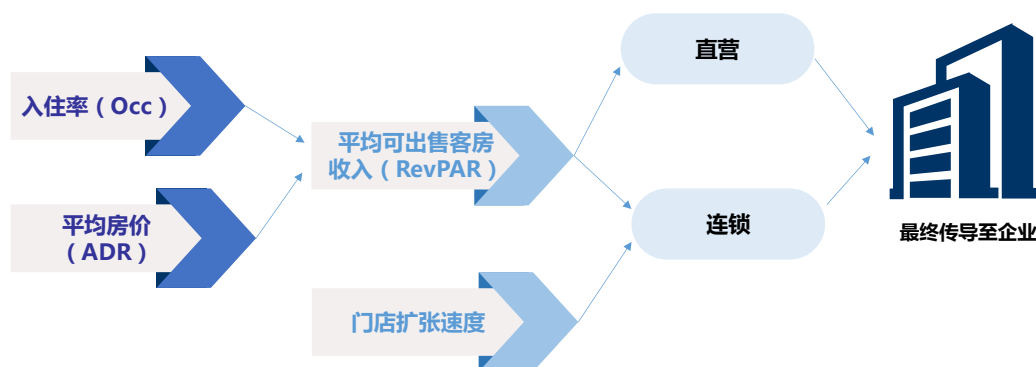 直营
入住率（Occ）
平均可出售客房
收入（RevPAR）
平均房价
（ADR）
连锁
最终传导至企业
门店扩张速度